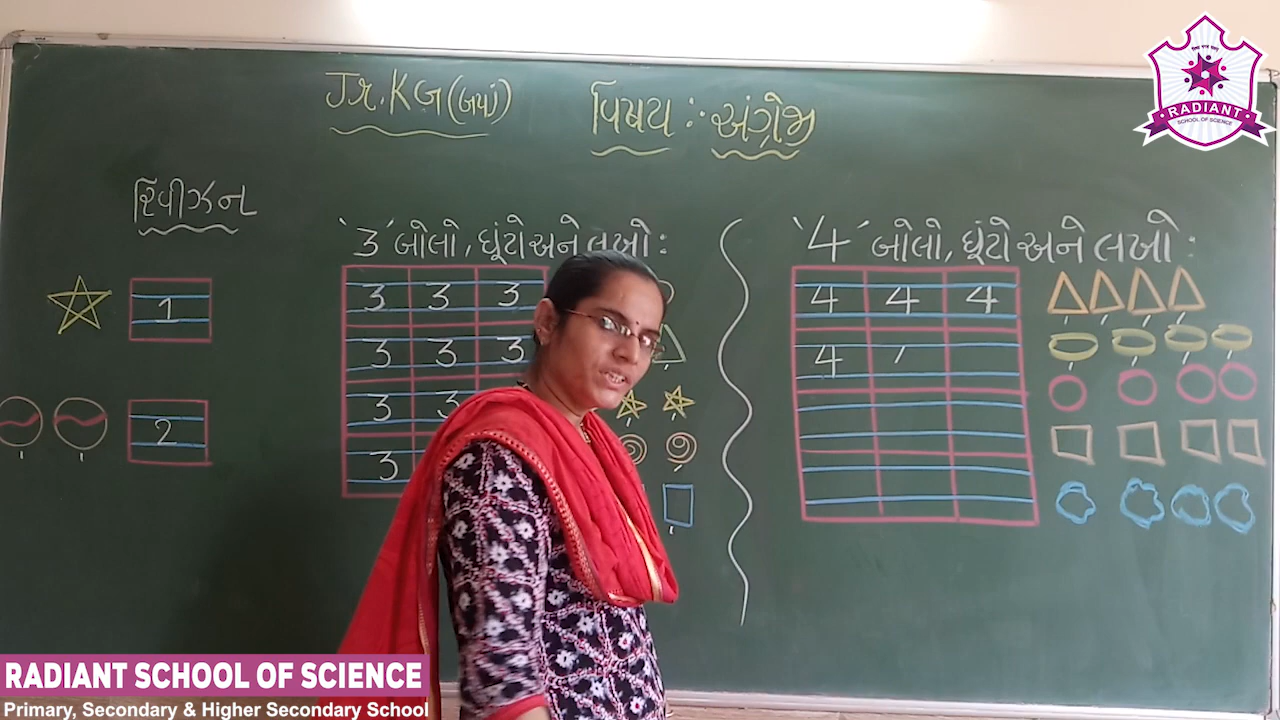 Jr. KG (બપાં)
વિષય : અંગ્રેજી
રિવીઝન
1
2
'3' બોલો, ઘૂંટો અને લખો :
3 3 3
3 3 3
3 3
3
'4' બોલો, ઘૂંટો અને લખો :
4 4 4
4
RADIANT
SCHOOL OF SCIENCE
RADIANT SCHOOL OF SCIENCE
Primary, Secondary & Higher Secondary School